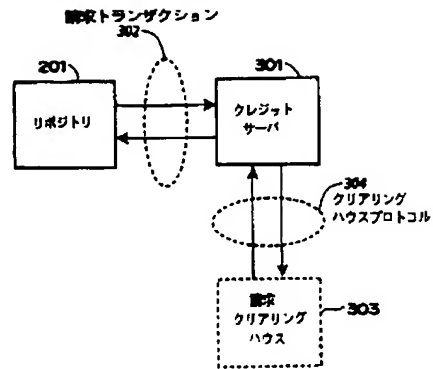 請求トランザクション
302
201
リポジトリ
301
クレジット
サーバ
304
クリアリング
ハウスプロトコル
請求
クリアリング
ハウス
303